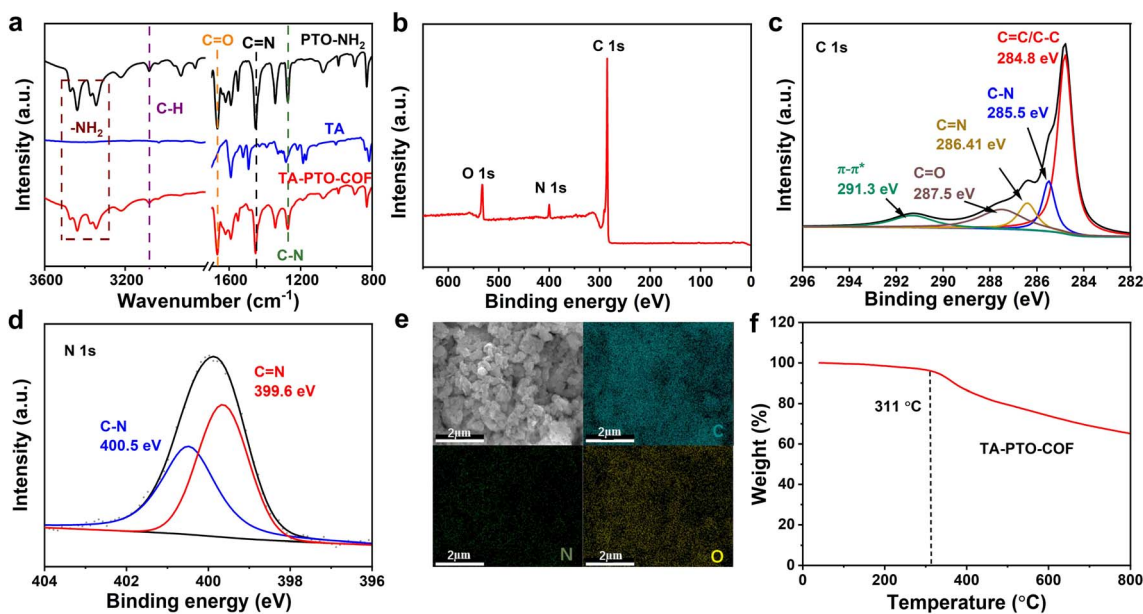 a
C=O
C=N
PTO-NH2
C-H
-NH2
TA
TA-PTO-COF
C-N
Intensity (a.u.)
3600
3200
1600
1400
1200
1000
800
Wavenumber (cm-1)
b
C 1s
O 1s
N 1s
Intensity (a.u.)
600
500
400
300
200
100
0
Binding energy (eV)
c
C 1s
C=C/C-C
284.8 eV
C-N
285.5 eV
C=N
286.41 eV
π-π*
291.3 eV
C=O
287.5 eV
Intensity (a.u.)
296
294
292
290
288
286
284
282
Binding energy (eV)
d
N 1s
C=N
399.6 eV
C-N
400.5 eV
Intensity (a.u.)
404
402
400
398
396
Binding energy (eV)
e
2μm
2μm
C
2μm
N
2μm
O
f
120
100
80
60
40
20
0
Weight (%)
311 °C
TA-PTO-COF
0
200
400
600
800
Temperature (°C)